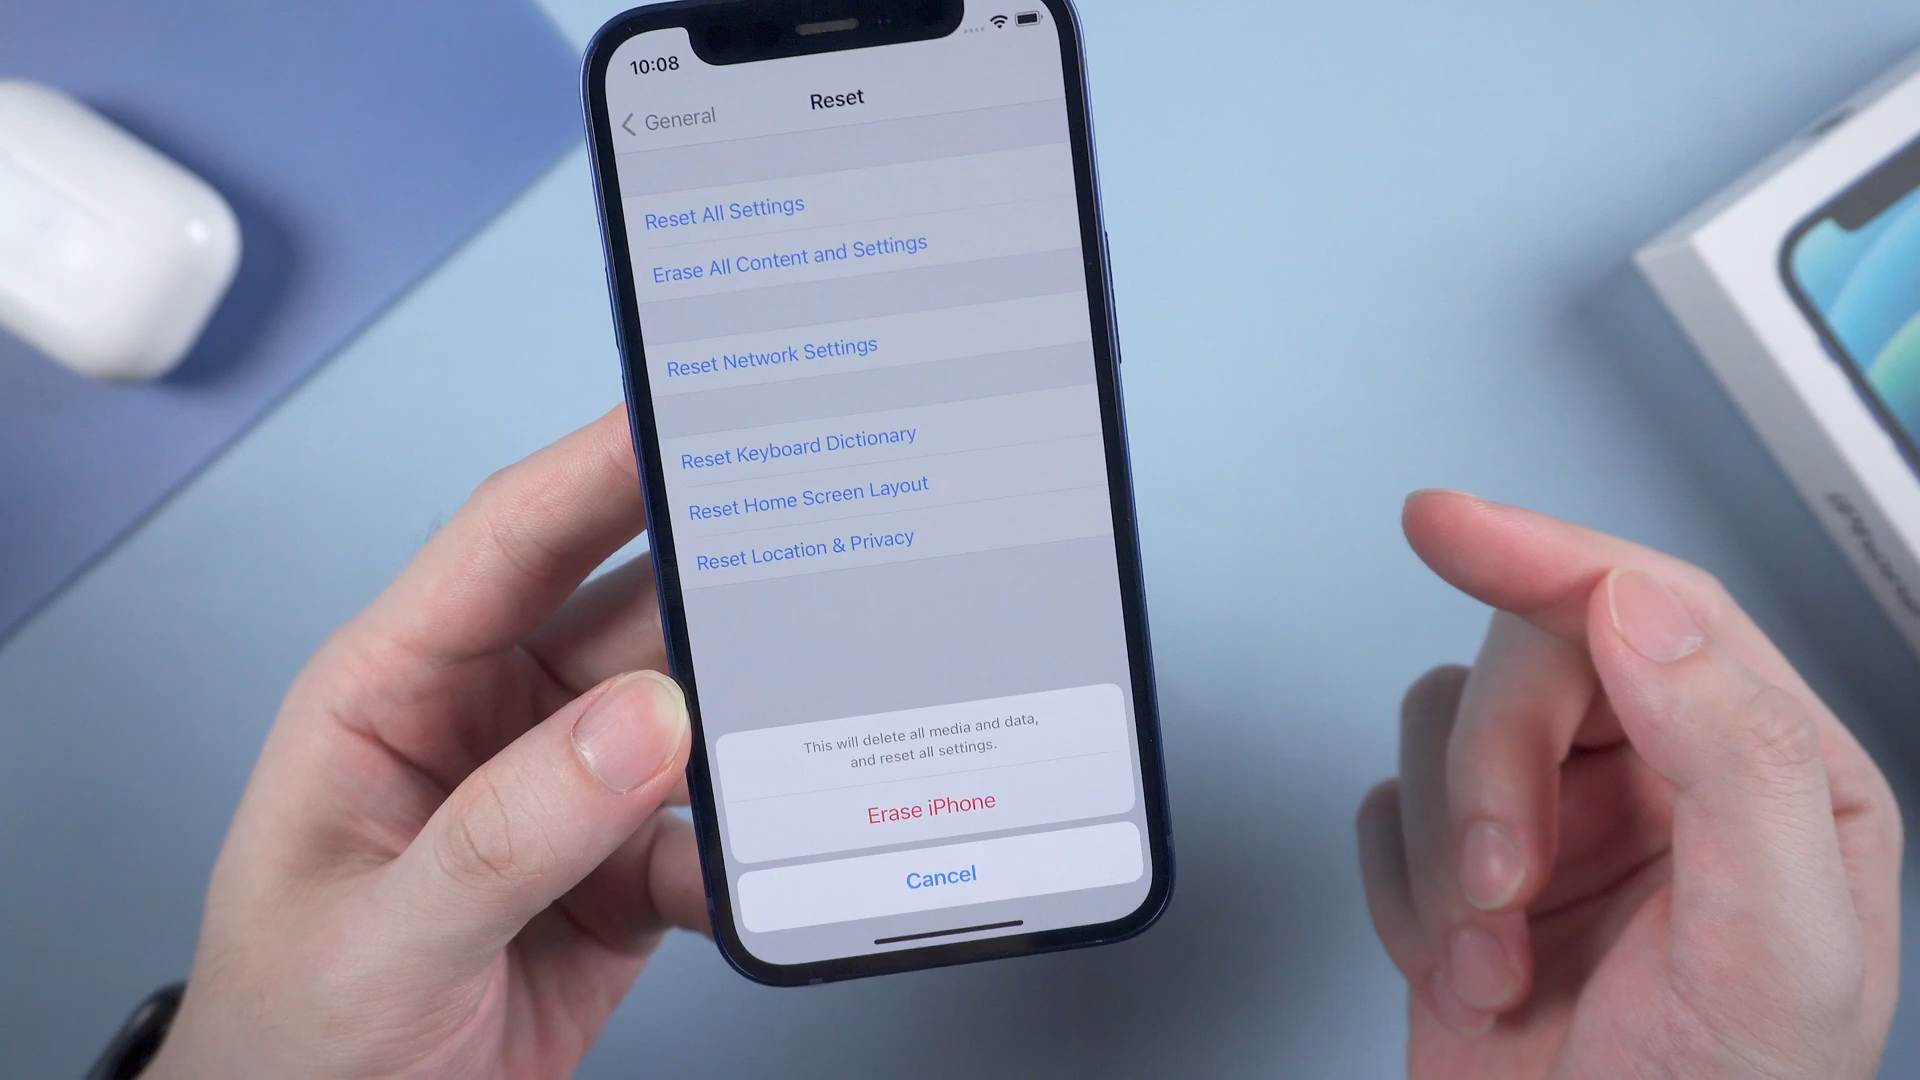 10:08
General
Reset
Reset All Settings
Erase All Content and Settings
Reset Network Settings
Reset Keyboard Dictionary
Reset Home Screen Layout
Reset Location & Privacy
This will delete all media and data,
and reset all settings.
Erase iPhone
Cancel
iPhone